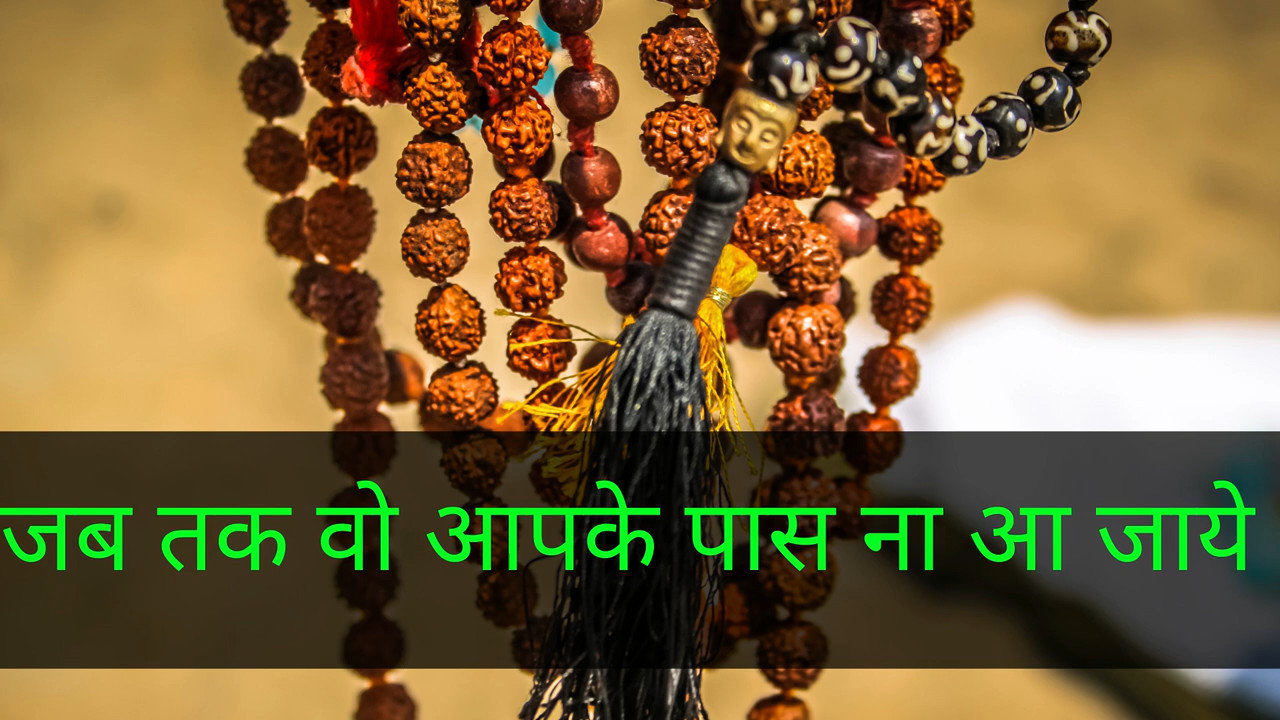 जब तक वो आपके पास ना आ जाये